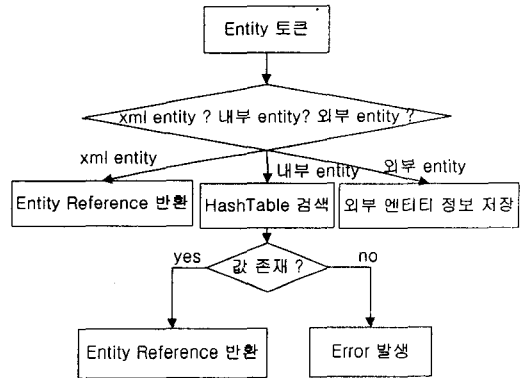 Entity 토큰
xml entity ? 내부 entity? 외부 entity ?
xml entity
내부 entity
외부 entity
Entity Reference 반환
HashTable 검색
외부 엔티티 정보 저장
yes
값 존재 ?
no
Entity Reference 반환
Error 발생